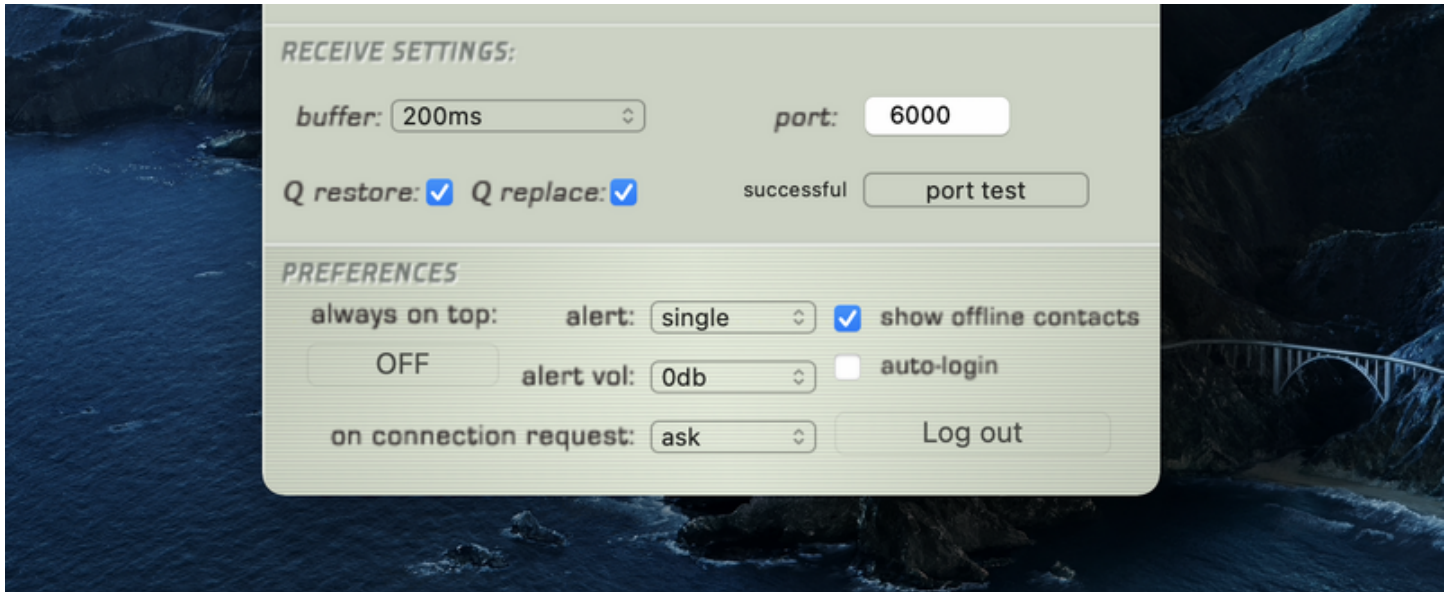 RECEIVE SETTINGS:
buffer: 200ms port: 6000
Q restore: Q replace: successful port test
PREFERENCES
always on top: alert: single show offline contacts
OFF alert vol: 0db auto-login
on connection request: ask Log out